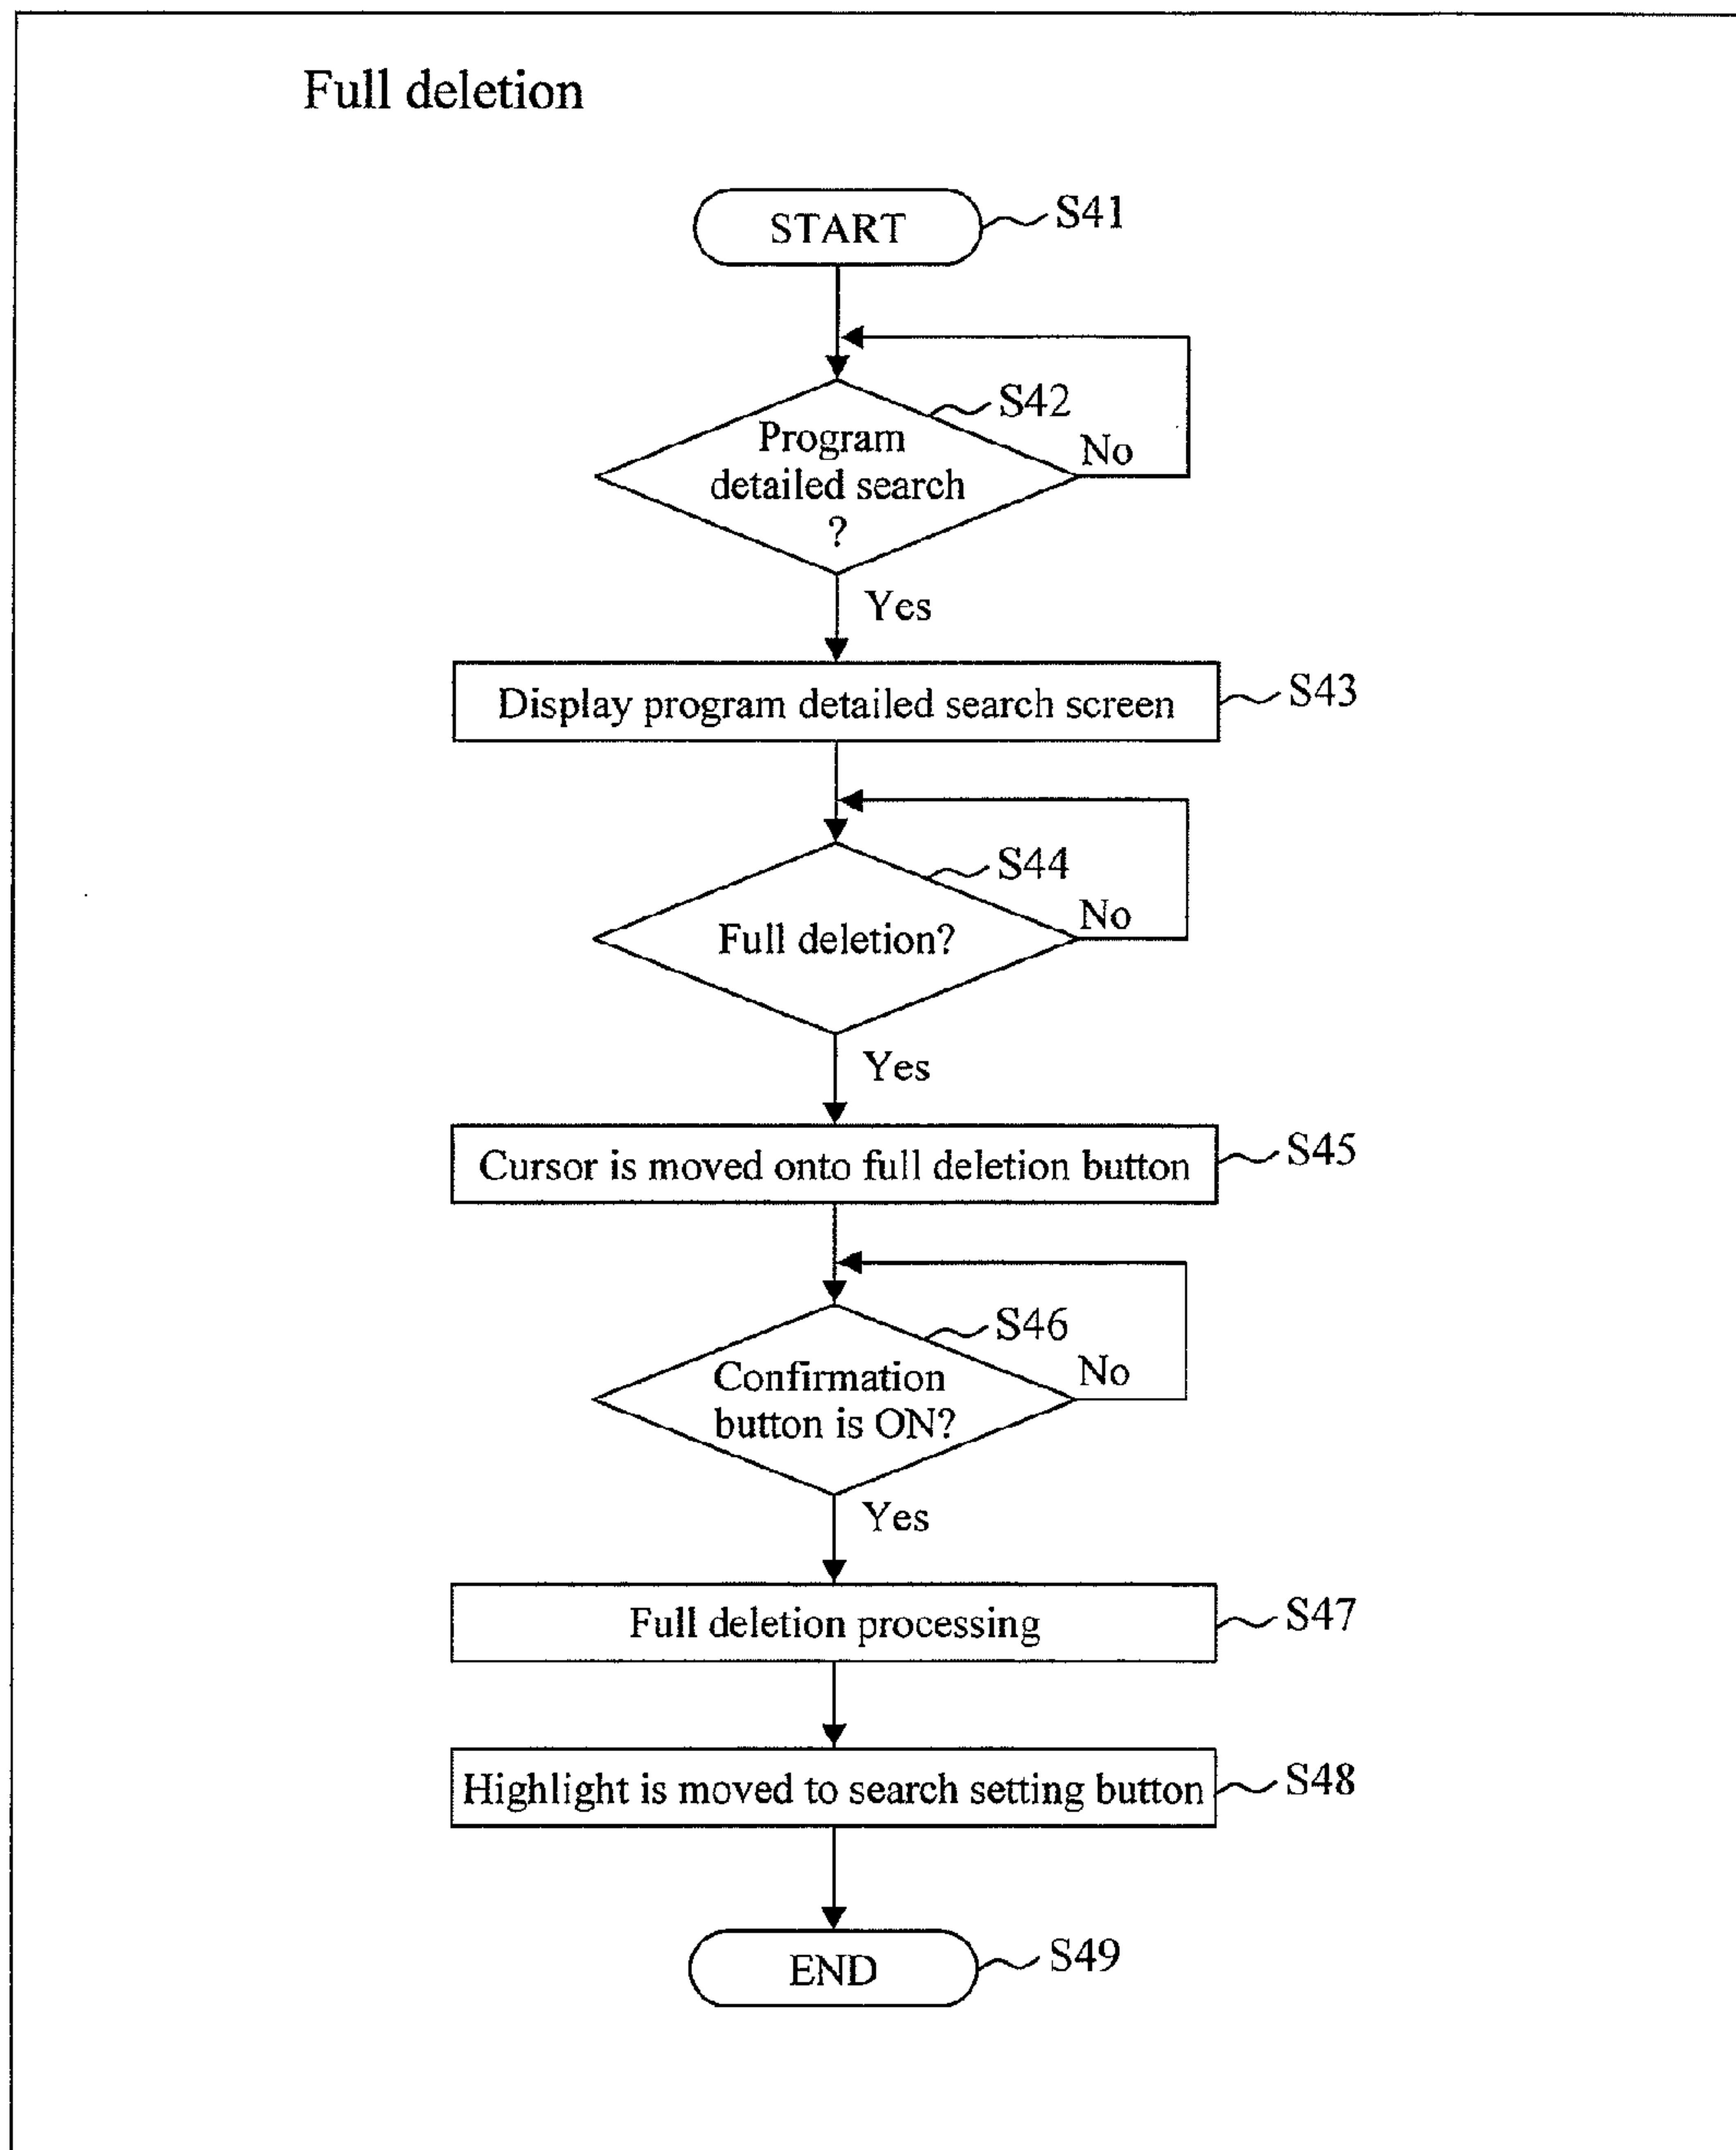 Full deletion
START
S41
S42
Program
detailed search
?
No
Yes
Display program detailed search screen
S43
S44
Full deletion?
No
Yes
Cursor is moved onto full deletion button
S45
S46
Confirmation
button is ON?
No
Yes
Full deletion processing
S47
Highlight is moved to search setting button
S48
END
S49